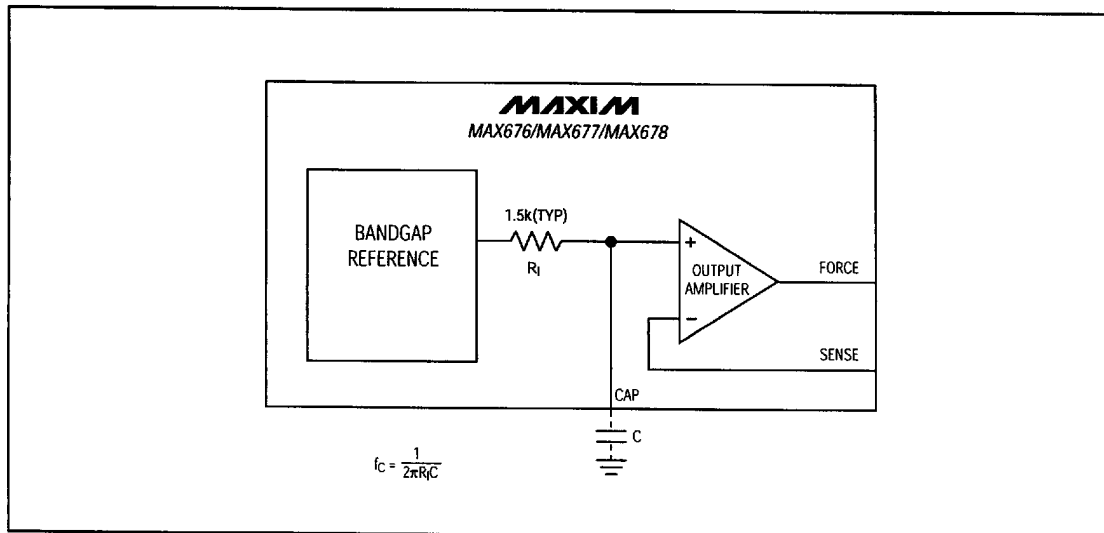 MAXIM
MAX676/MAX677/MAX678
BANDGAP
REFERENCE
1.5k(TYP)
RI
+
OUTPUT
AMPLIFIER
−
FORCE
SENSE
CAP
C
fC = 1 / 2πRIC